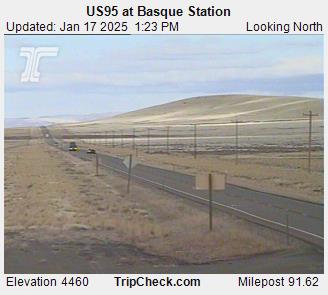 US95 at Basque Station
Updated: Jan 17 2025 1:23 PM Looking North
Elevation 4460 TripCheck.com Milepost 91.62